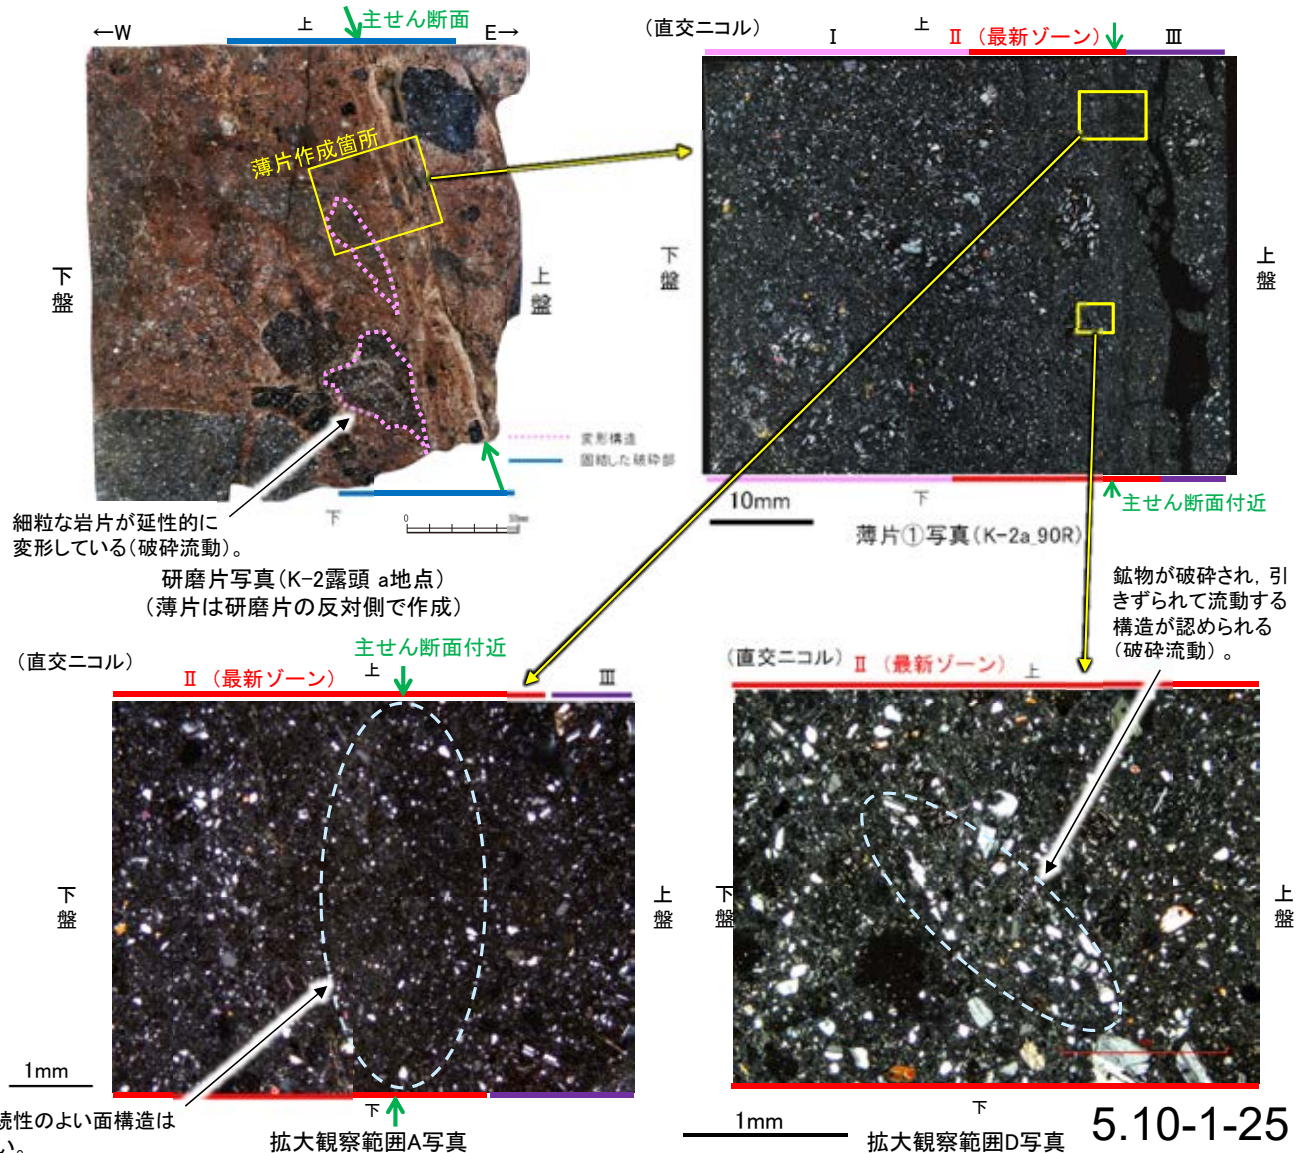 ←W
上
主せん断面
E→
薄片作成箇所
下盤
上盤
変形構造
固結した破砕部
下
0
細粒な岩片が延性的に
変形している(破砕流動)。
研磨片写真(K-2露頭 a地点)
(薄片は研磨片の反対側で作成)
(直交ニコル)
Ⅰ
上
Ⅱ (最新ゾーン)
Ⅲ
下盤
上盤
10mm
下
主せん断面付近
薄片①写真(K-2a_90R)
鉱物が破砕され, 引
きずられて流動する
構造が認められる
(破砕流動) 。
(直交ニコル)
Ⅱ (最新ゾーン)
上
主せん断面付近
Ⅲ
下盤
上盤
1mm
続性のよい面構造は
い。
下
拡大観察範囲A写真
(直交ニコル)
Ⅱ (最新ゾーン)
上
下盤
上盤
1mm
下
拡大観察範囲D写真
5.10-1-25